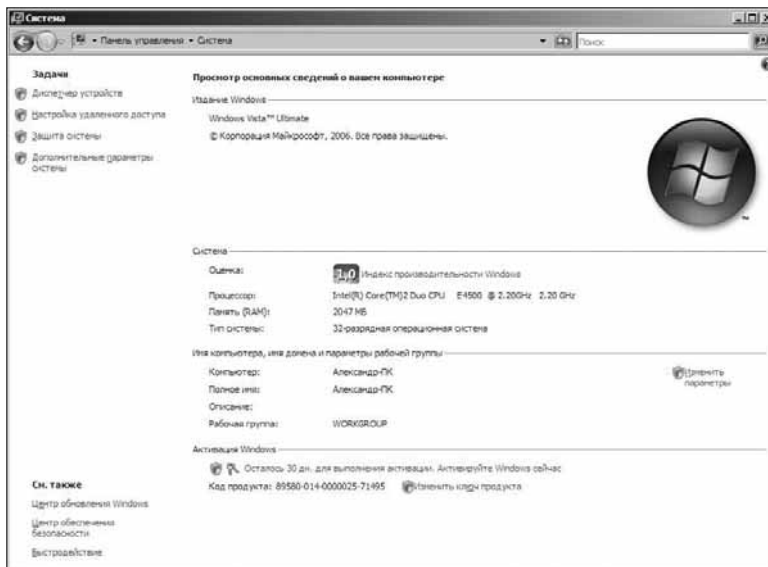 Система
Панель управления • Система
Поиск
Задачи
Диспетчер устройств
Настройка удаленного доступа
Защита системы
Дополнительные параметры
системы
Просмотр основных сведений о вашем компьютере
Издание Windows
Windows Vista™ Ultimate
© Корпорация Майкрософт, 2006. Все права защищены.
Система
Оценка: 1,0 Индекс производительности Windows
Процессор: Intel(R) Core(TM)2 Duo CPU E4500 @ 2.20GHz 2.20 GHz
Память (RAM): 2047 МБ
Тип системы: 32-разрядная операционная система
Имя компьютера, имя домена и параметры рабочей группы
Компьютер: Александр-ПК
Изменить
параметры
Полное имя: Александр-ПК
Описание:
Рабочая группа: WORKGROUP
Активация Windows
Осталось 30 дн. для выполнения активации. Активируйте Windows сейчас
Код продукта: 89580-014-0000025-71495 Изменить ключ продукта
См. также
Центр обновления Windows
Центр обеспечения
безопасности
Быстродействие